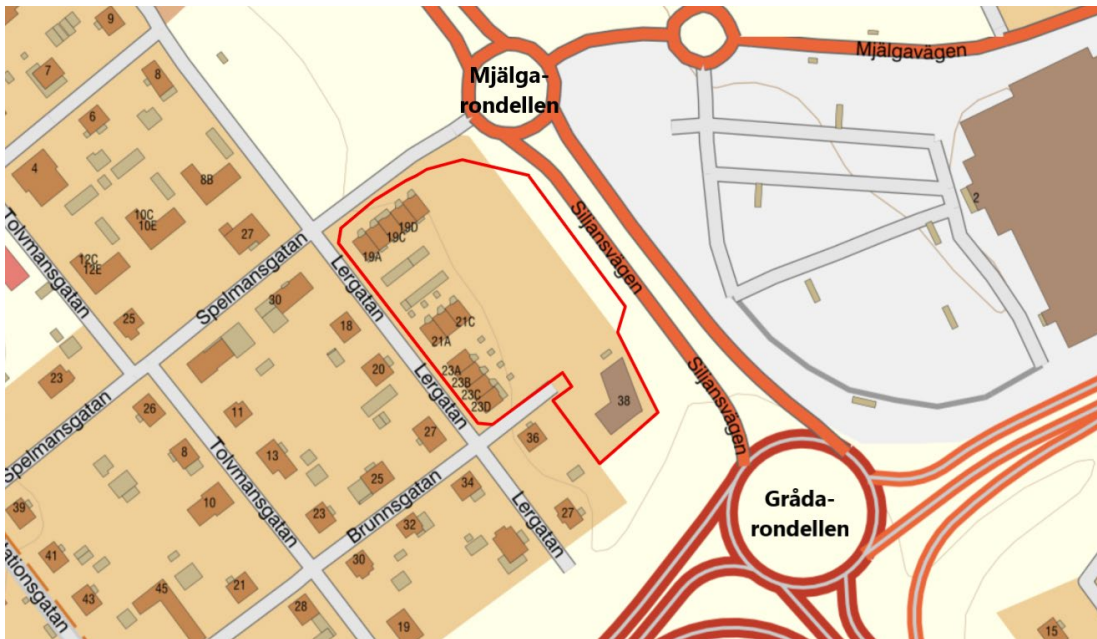 9
7
8
6
4
8B
10C
10E
27
12C
12E
25
30
18
20
23
26
11
8
13
27
10
25
23
39
41
43
45
21
28
19
30
32
34
36
27
38
19A
19C
19D
21A
21C
23A
23B
23C
23D
2
15
Mjälga-
rondellen
Mjälgavägen
Siljansvägen
Siljansvägen
Gråda-
rondellen
Tolvmansgatan
Spelmansgatan
Lergatan
Lergatan
Spelmansgatan
Tolvmansgatan
Brunnsgatan
Lergatan
tationsgatan